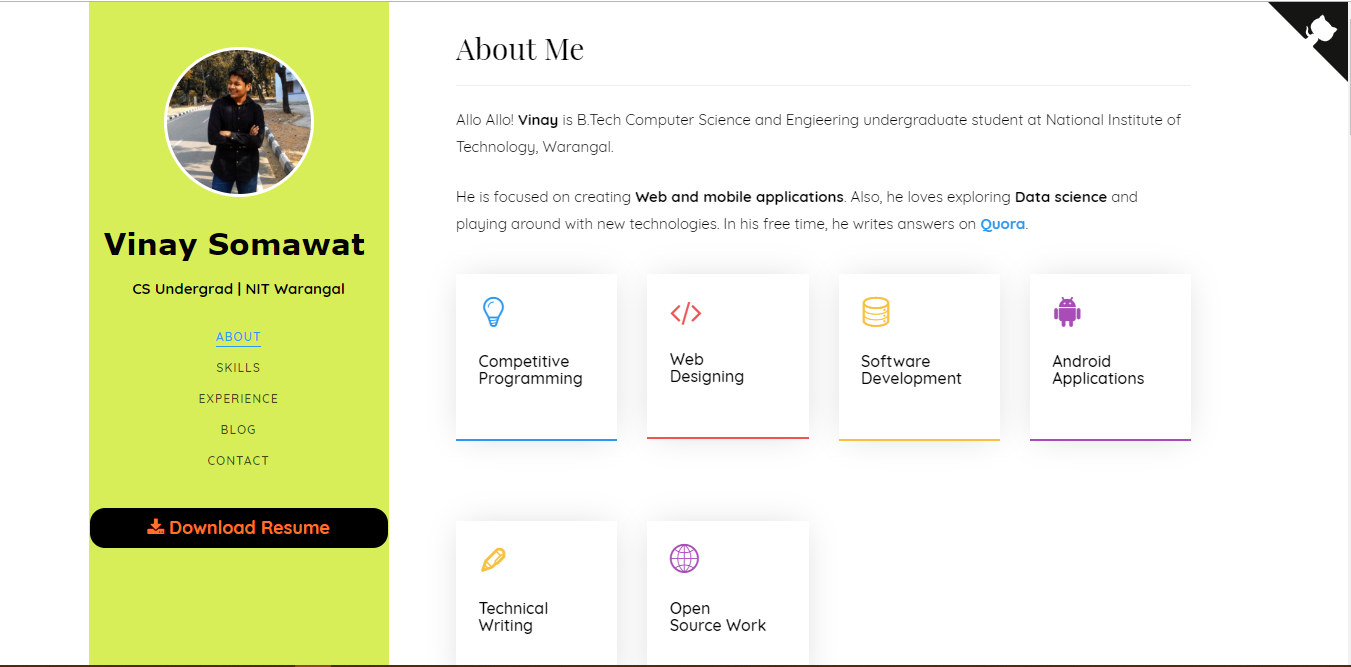 Vinay Somawat
CS Undergrad | NIT Warangal
ABOUT
SKILLS
EXPERIENCE
BLOG
CONTACT
Download Resume
About Me
Allo Allo! Vinay is B.Tech Computer Science and Engieering undergraduate student at National Institute of
Technology, Warangal.
He is focused on creating Web and mobile applications. Also, he loves exploring Data science and
playing around with new technologies. In his free time, he writes answers on Quora.
Competitive
Programming
Web
Designing
Software
Development
Android
Applications
Technical
Writing
Open
Source Work